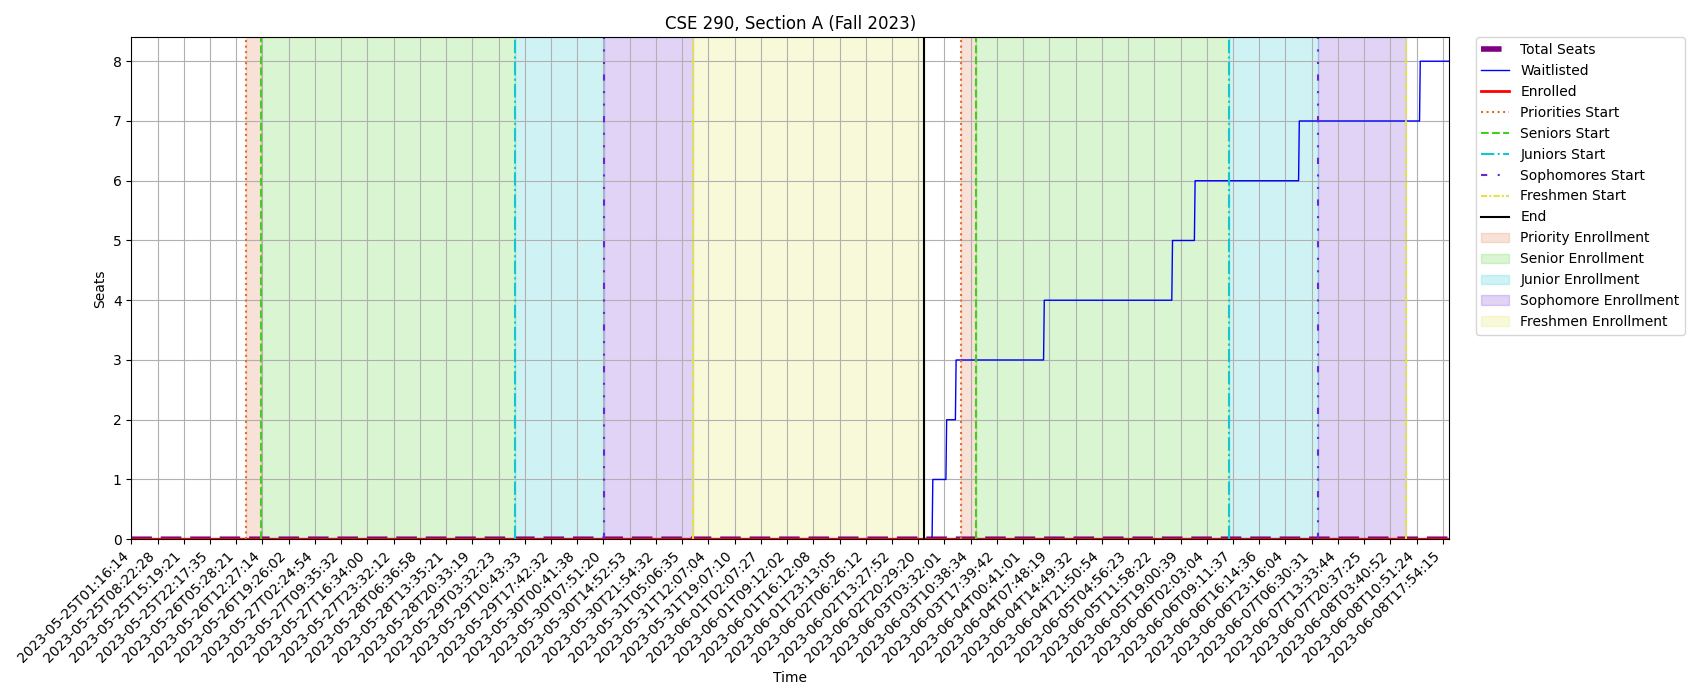 CSE 290, Section A (Fall 2023)
Seats
8
7
6
5
4
3
2
1
0
2023-05-25T01:16:14
2023-05-25T08:22:28
2023-05-25T15:19:21
2023-05-25T22:17:35
2023-05-26T05:28:21
2023-05-26T12:27:14
2023-05-26T19:26:02
2023-05-27T02:24:54
2023-05-27T09:35:32
2023-05-27T16:34:00
2023-05-27T23:32:12
2023-05-28T06:36:58
2023-05-28T13:35:21
2023-05-28T20:33:19
2023-05-29T03:32:23
2023-05-29T10:43:33
2023-05-29T17:42:32
2023-05-30T00:41:38
2023-05-30T07:51:20
2023-05-30T14:52:53
2023-05-30T21:54:32
2023-05-31T05:06:35
2023-05-31T12:07:04
2023-05-31T19:07:10
2023-06-01T02:07:27
2023-06-01T09:12:02
2023-06-01T16:12:08
2023-06-01T23:13:05
2023-06-02T06:26:12
2023-06-02T13:27:52
2023-06-02T20:29:20
2023-06-03T03:32:01
2023-06-03T10:38:34
2023-06-03T17:39:42
2023-06-04T00:41:01
2023-06-04T07:48:19
2023-06-04T14:49:32
2023-06-04T21:50:54
2023-06-05T04:56:23
2023-06-05T11:58:22
2023-06-05T19:00:39
2023-06-06T02:03:04
2023-06-06T09:11:37
2023-06-06T16:14:36
2023-06-06T23:16:04
2023-06-07T06:30:31
2023-06-07T13:33:44
2023-06-07T20:37:25
2023-06-08T03:40:52
2023-06-08T10:51:24
2023-06-08T17:54:15
Time
Total Seats
Waitlisted
Enrolled
Priorities Start
Seniors Start
Juniors Start
Sophomores Start
Freshmen Start
End
Priority Enrollment
Senior Enrollment
Junior Enrollment
Sophomore Enrollment
Freshmen Enrollment